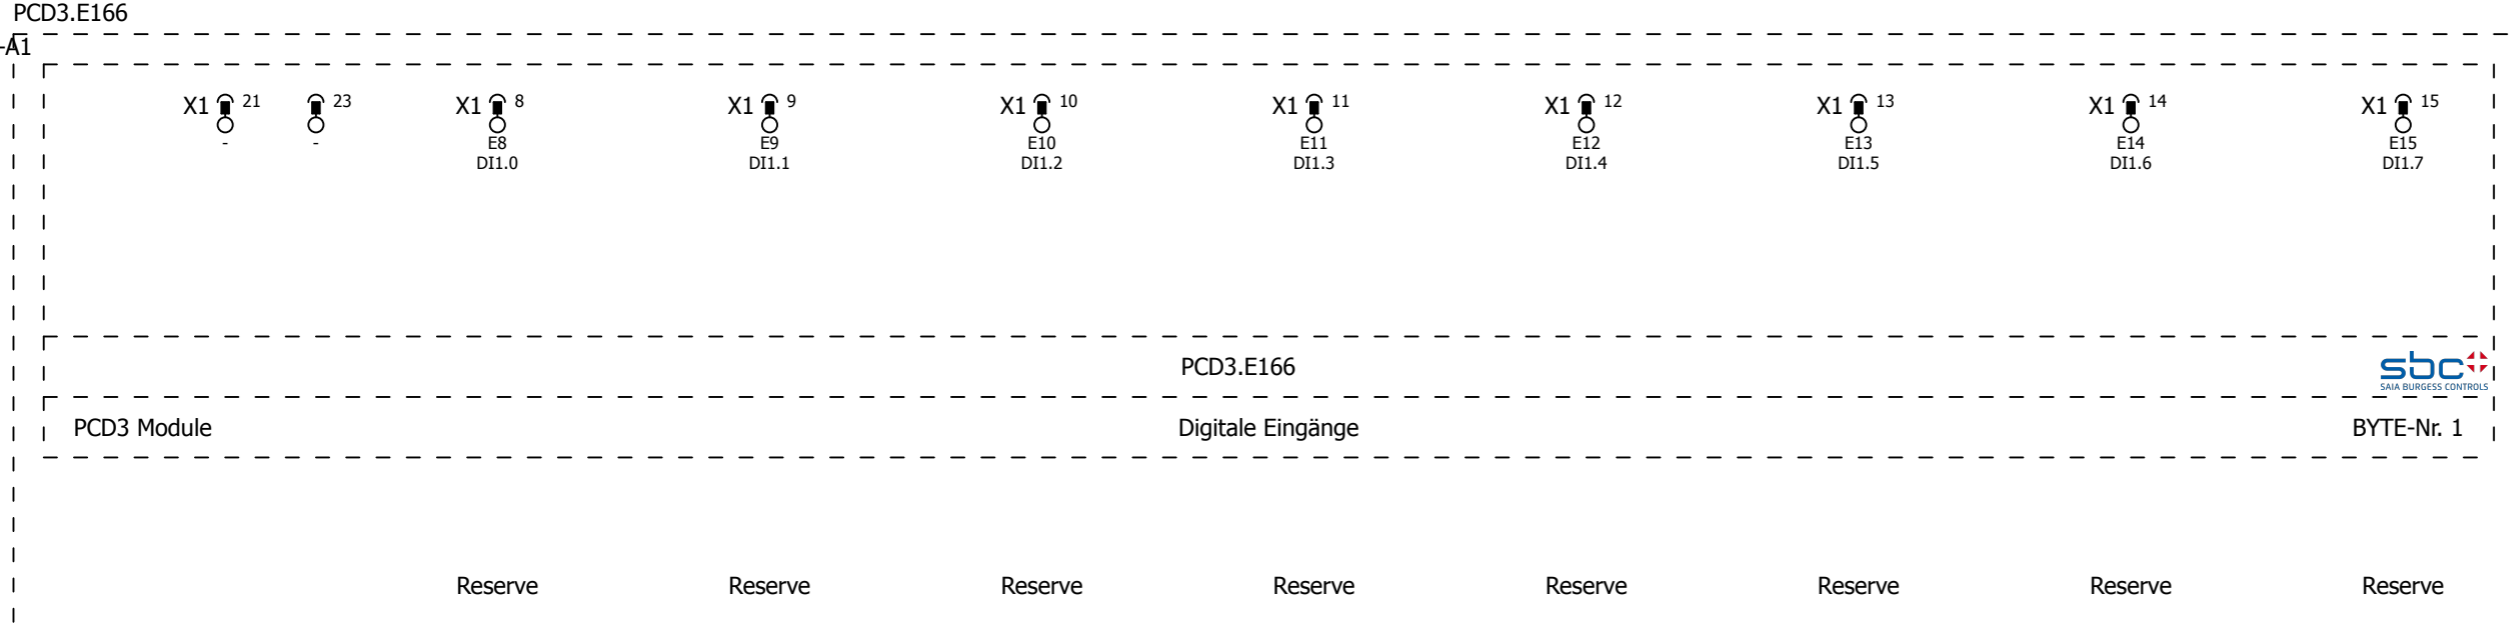 PCD3.E166
-A1
X1 21 23 X1 8 X1 9 X1 10 X1 11 X1 12 X1 13 X1 14 X1 15
- - E8 E9 E10 E11 E12 E13 E14 E15
DI1.0 DI1.1 DI1.2 DI1.3 DI1.4 DI1.5 DI1.6 DI1.7
PCD3.E166
sbc
SAIA BURGESS CONTROLS
PCD3 Module Digitale Eingänge BYTE-Nr. 1
Reserve Reserve Reserve Reserve Reserve Reserve Reserve Reserve